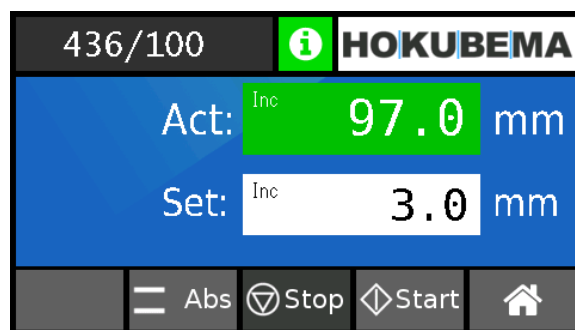 436/100 i HOKUBEMA
Act: Inc 97.0 mm
Set: Inc 3.0 mm
Abs Stop Start